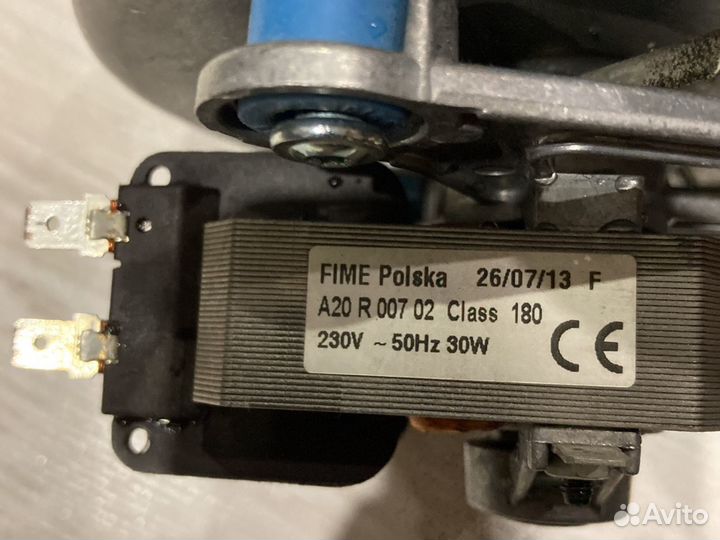 FIME Polska 26/07/13 F
A20 R 007 02 Class 180
230V ~ 50Hz 30W
CE
Avito